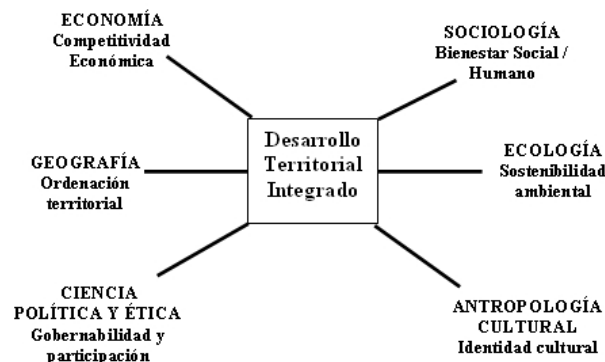 ECONOMÍA
Competitividad
Económica
SOCIOLOGÍA
Bienestar Social /
Humano
Desarrollo
Territorial
Integrado
GEOGRAFÍA
Ordenación
territorial
ECOLOGÍA
Sostenibilidad
ambiental
CIENCIA
POLÍTICA Y ÉTICA
Gobernabilidad y
participación
ANTROPOLOGÍA
CULTURAL
Identidad cultural